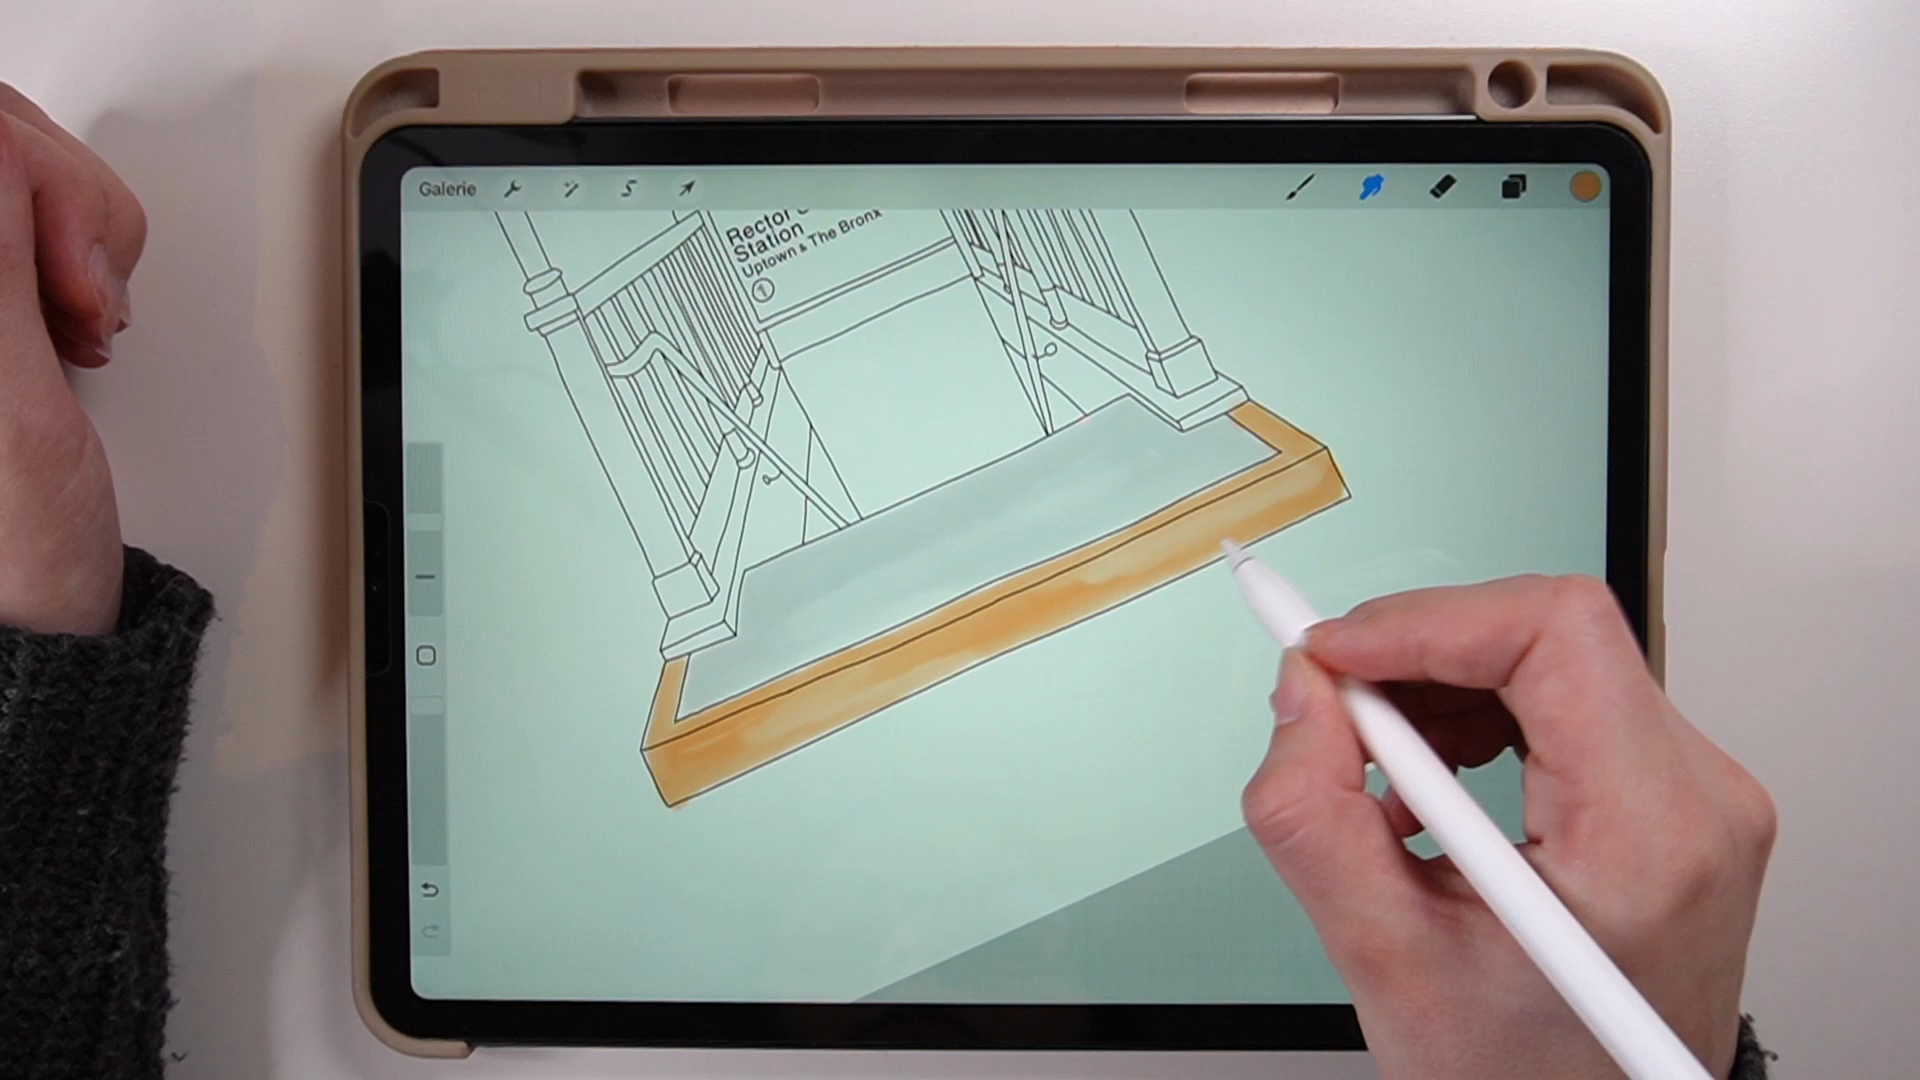 Galerie
Rector
Station
Uptown & The Bronx
1